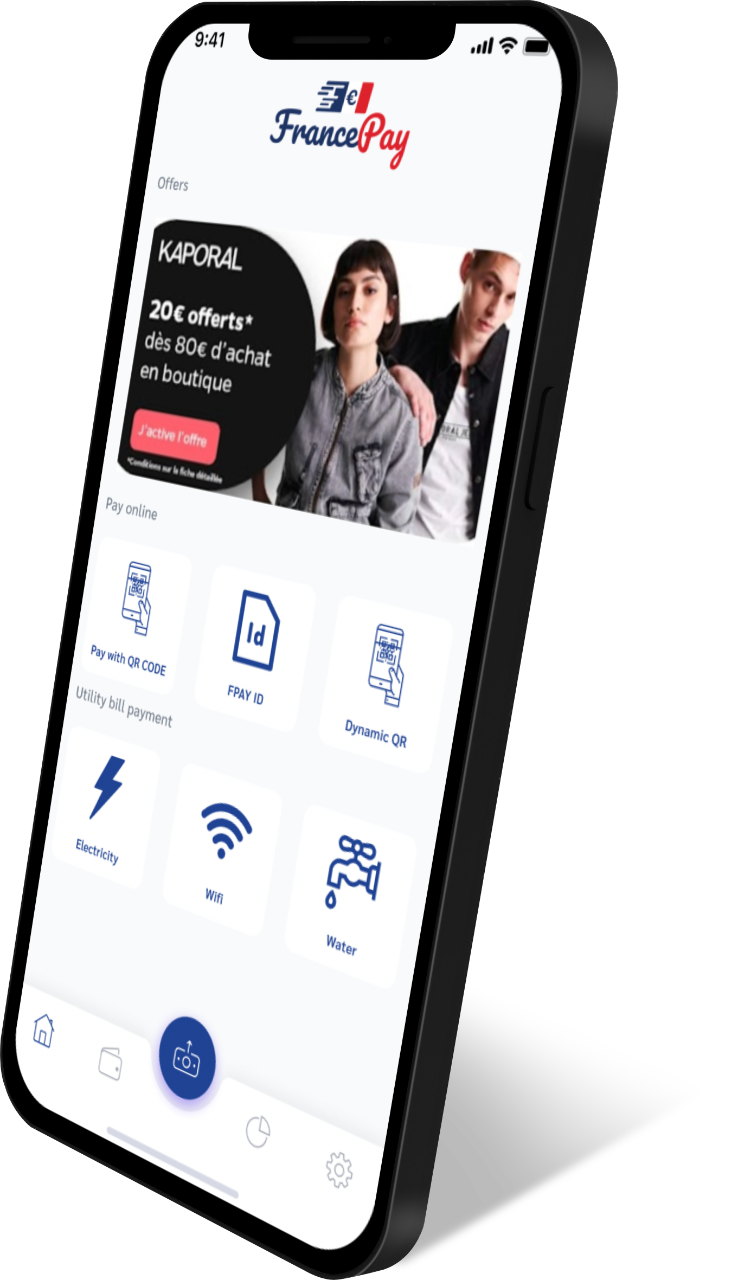 9:41
€
FrancePay
Offers
KAPORAL
20€ offerts*
dès 80€ d'achat
en boutique
J'active l'offre
*Conditions sur la fiche détaillée
Pay online
Pay with QR CODE
Id
FPAY ID
Dynamic QR
Utility bill payment
Electricity
Wifi
Water